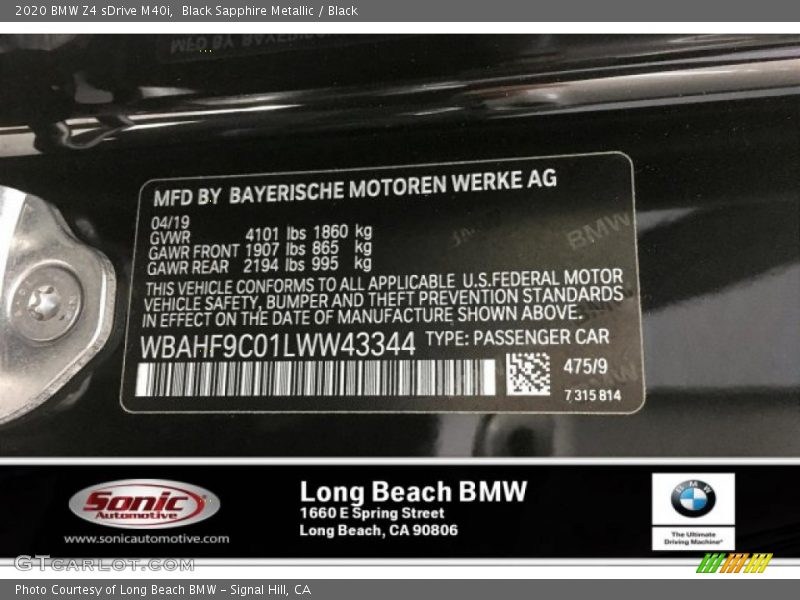 2020 BMW Z4 sDrive M40i,  Black Sapphire Metallic / Black
MFD BY BAYERISCHE MOTOREN WERKE AG
04/19
GVWR 4101 lbs 1860 kg
GAWR FRONT 1907 lbs 865 kg
GAWR REAR 2194 lbs 995 kg
THIS VEHICLE CONFORMS TO ALL APPLICABLE U.S.FEDERAL MOTOR
VEHICLE SAFETY, BUMPER AND THEFT PREVENTION STANDARDS
IN EFFECT ON THE DATE OF MANUFACTURE SHOWN ABOVE.
WBAHF9C01LWW43344 TYPE: PASSENGER CAR
475/9
7 315 814
BMW
Sonic
Automotive
www.sonicautomotive.com
Long Beach BMW
1660 E Spring Street
Long Beach, CA 90806
BMW
The Ultimate
Driving Machine®
GTcarlot.com
Photo Courtesy of Long Beach BMW – Signal Hill, CA